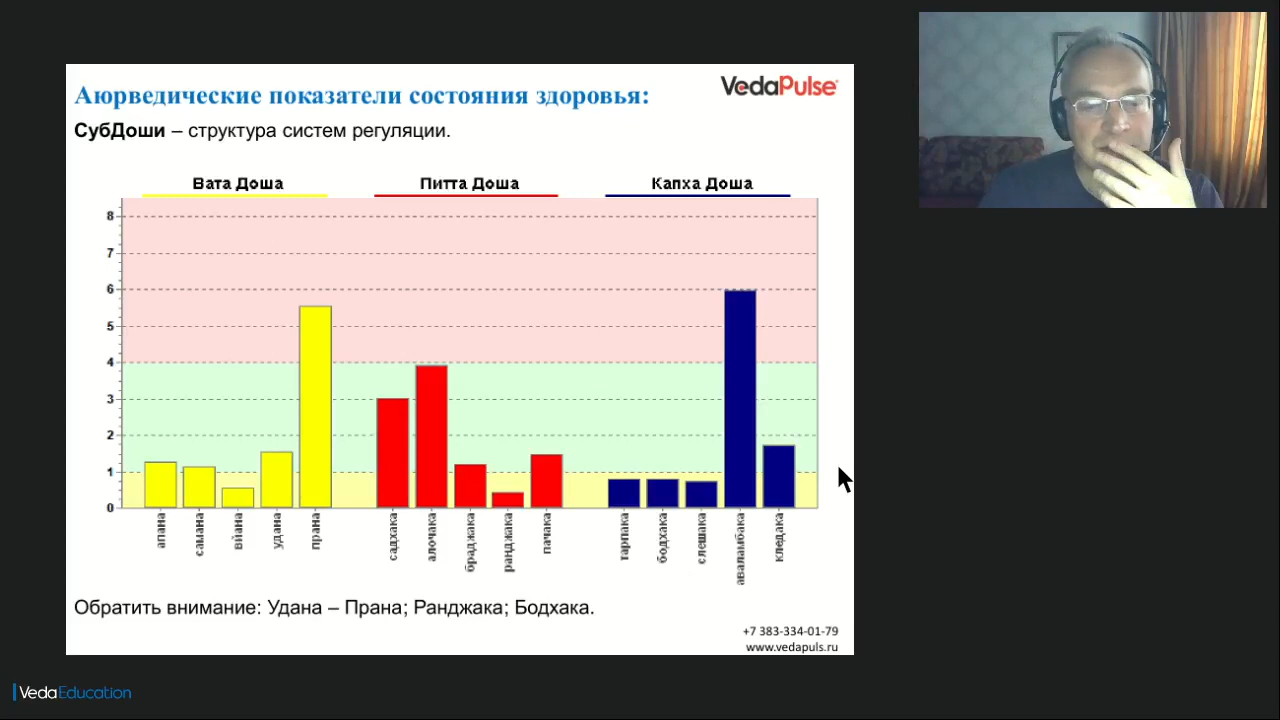 Аюрведические показатели состояния здоровья:
VedaPulse®
СубДоши – структура систем регуляции.
Вата Доша
Питта Доша
Капха Доша
8
7
6
5
4
3
2
1
0
апана
самана
вйана
удана
прана
садхака
алочака
браджака
ранджака
пачака
тарпака
бодхака
слешака
аваламбака
кледака
Обратить внимание: Удана – Прана; Ранджака; Бодхака.
+7 383-334-01-79
www.vedapuls.ru
VedaEducation